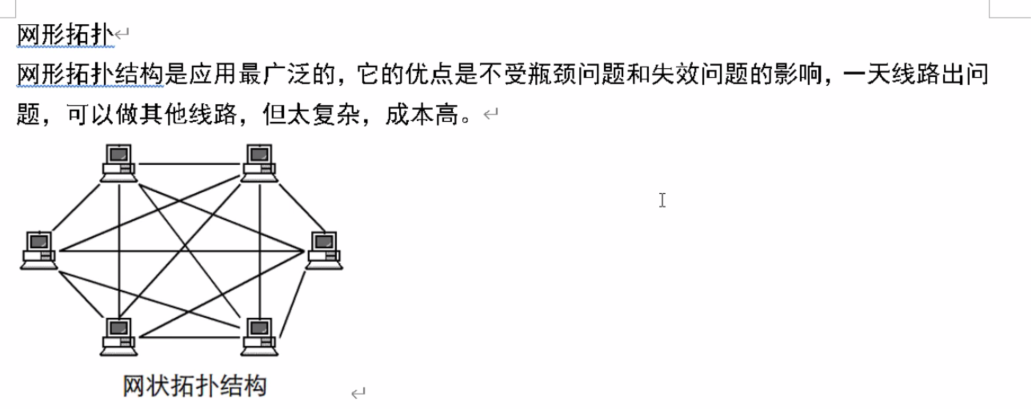 网形拓扑
网形拓扑结构是应用最广泛的，它的优点是不受瓶颈问题和失效问题的影响，一天线路出问
题，可以做其他线路，但太复杂，成本高。
网状拓扑结构